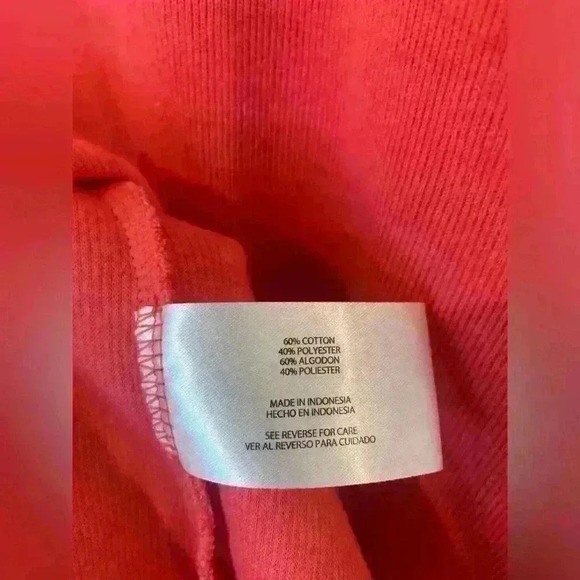 60% COTTON
40% POLYESTER
60% ALGODON
40% POLIESTER
MADE IN INDONESIA
HECHO EN INDONESIA
SEE REVERSE FOR CARE
VER AL REVERSO PARA CUIDADO